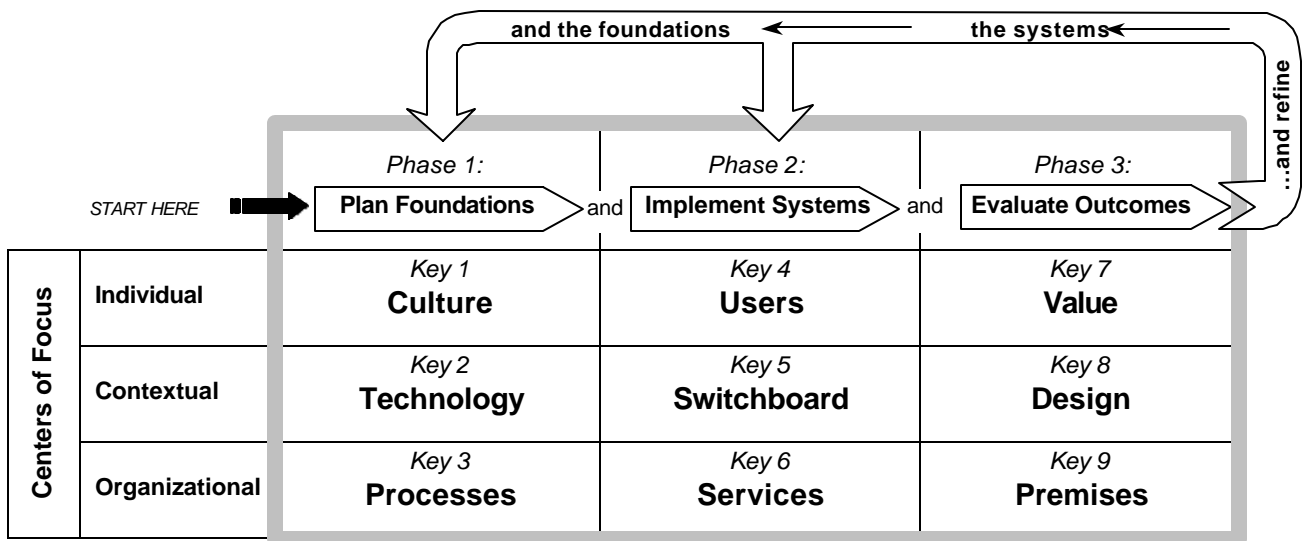 and the foundations
the systems
...and refine
Phase 1:
Phase 2:
Phase 3:
START HERE
Plan Foundations
and
Implement Systems
and
Evaluate Outcomes
Centers of Focus
Individual
Key 1
Key 4
Key 7
Culture
Users
Value
Contextual
Key 2
Key 5
Key 8
Technology
Switchboard
Design
Organizational
Key 3
Key 6
Key 9
Processes
Services
Premises